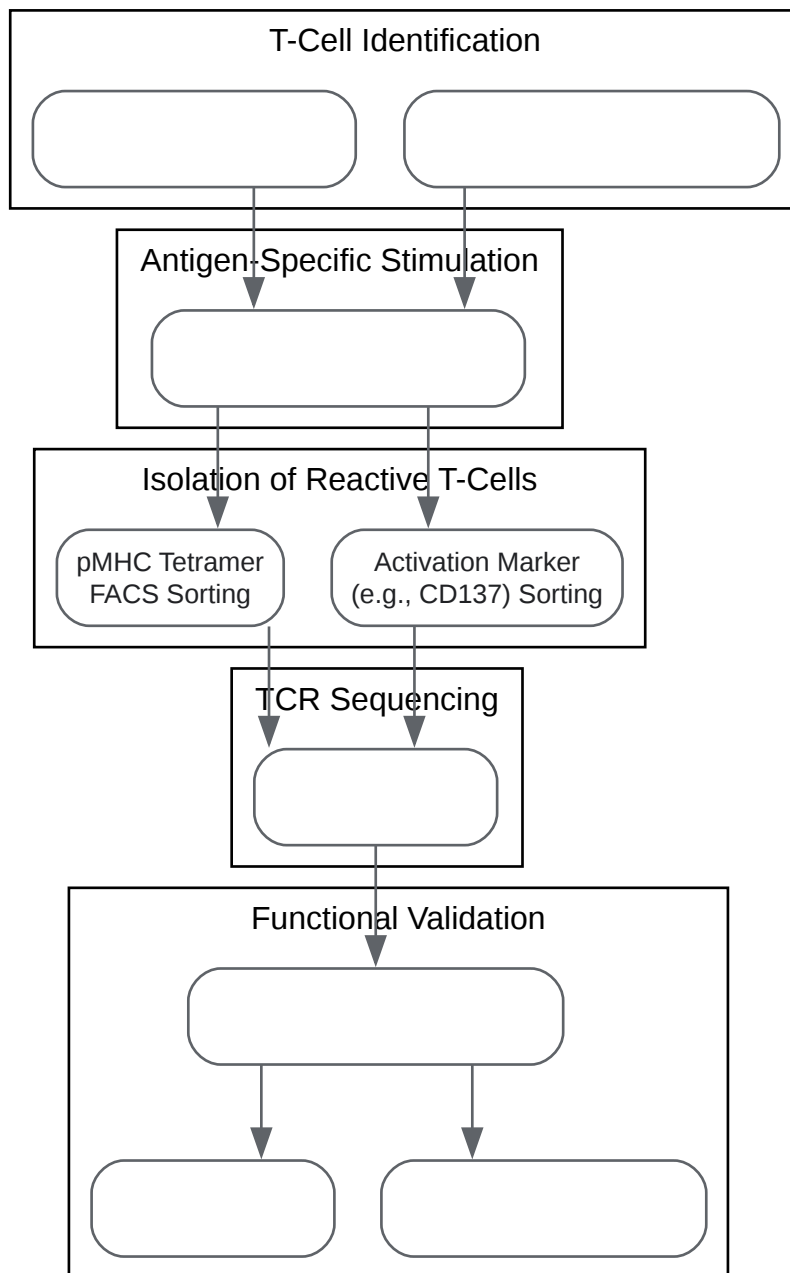 T-Cell Identification
Antigen-Specific Stimulation
Isolation of Reactive T-Cells
pMHC Tetramer
FACS Sorting
Activation Marker
(e.g., CD137) Sorting
TCR Sequencing
Functional Validation